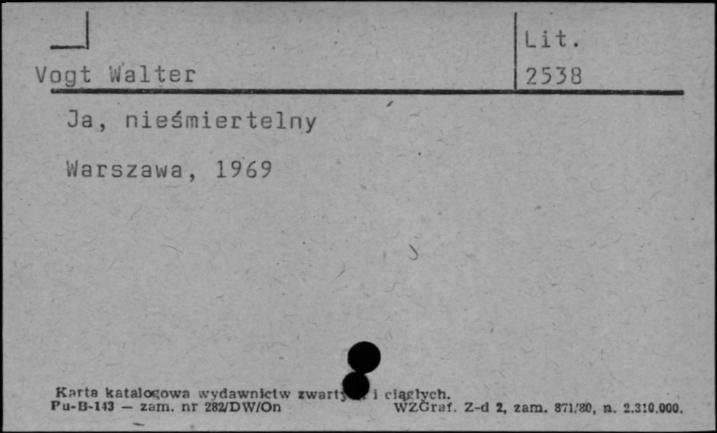 Lit.
Vogt Walter 2538
Ja, nieśmiertelny
Warszawa, 1969
Karta katalogowa wydawnictw i ciągłych.
Pu-B-143 — zam. nr 282/DW/On WZGraf. Z-d 2, zam. 871/80, n. 2.310.000.